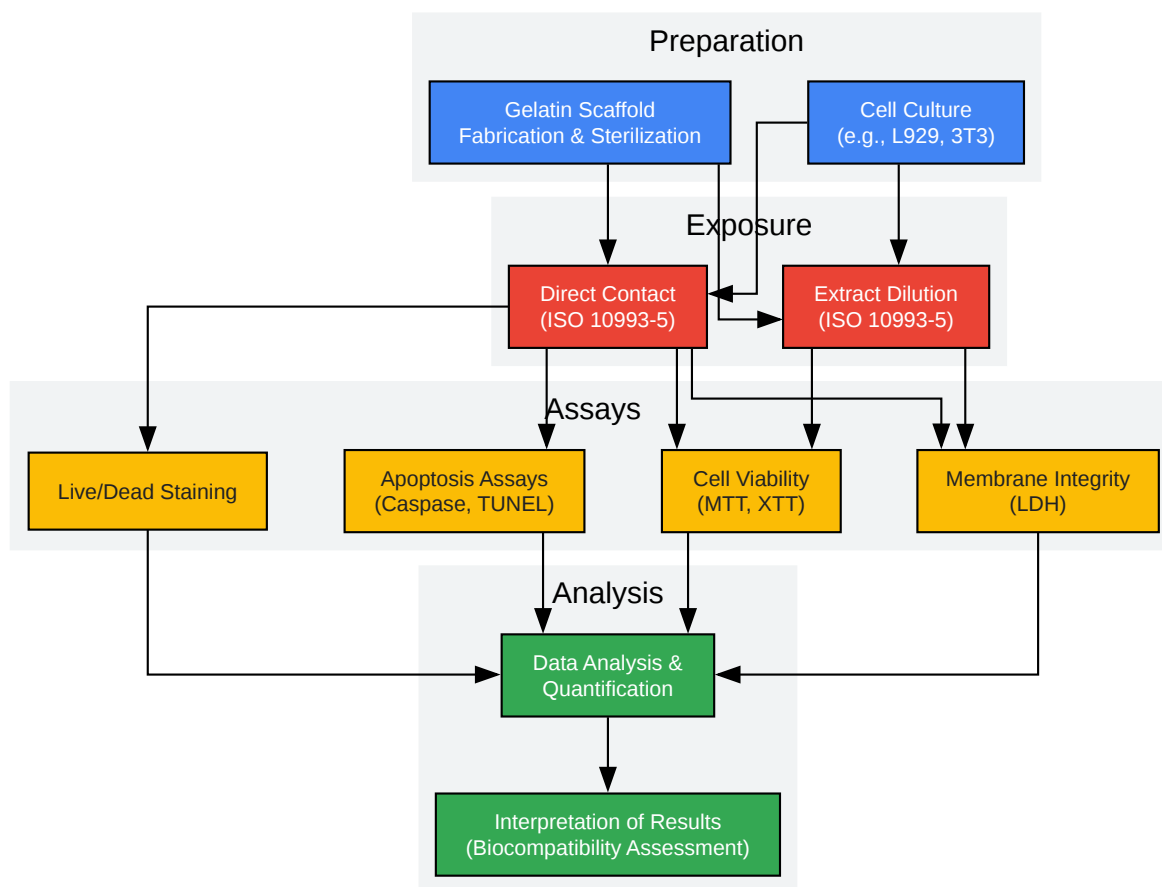 Preparation
Gelatin Scaffold
Fabrication & Sterilization
Cell Culture
(e.g., L929, 3T3)
Exposure
Direct Contact
(ISO 10993-5)
Extract Dilution
(ISO 10993-5)
Assays
Live/Dead Staining
Apoptosis Assays
(Caspase, TUNEL)
Cell Viability
(MTT, XTT)
Membrane Integrity
(LDH)
Analysis
Data Analysis &
Quantification
Interpretation of Results
(Biocompatibility Assessment)